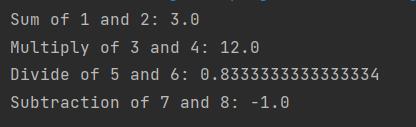 Sum of 1 and 2: 3.0
Multiply of 3 and 4: 12.0
Divide of 5 and 6: 0.8333333333333334
Subtraction of 7 and 8: -1.0